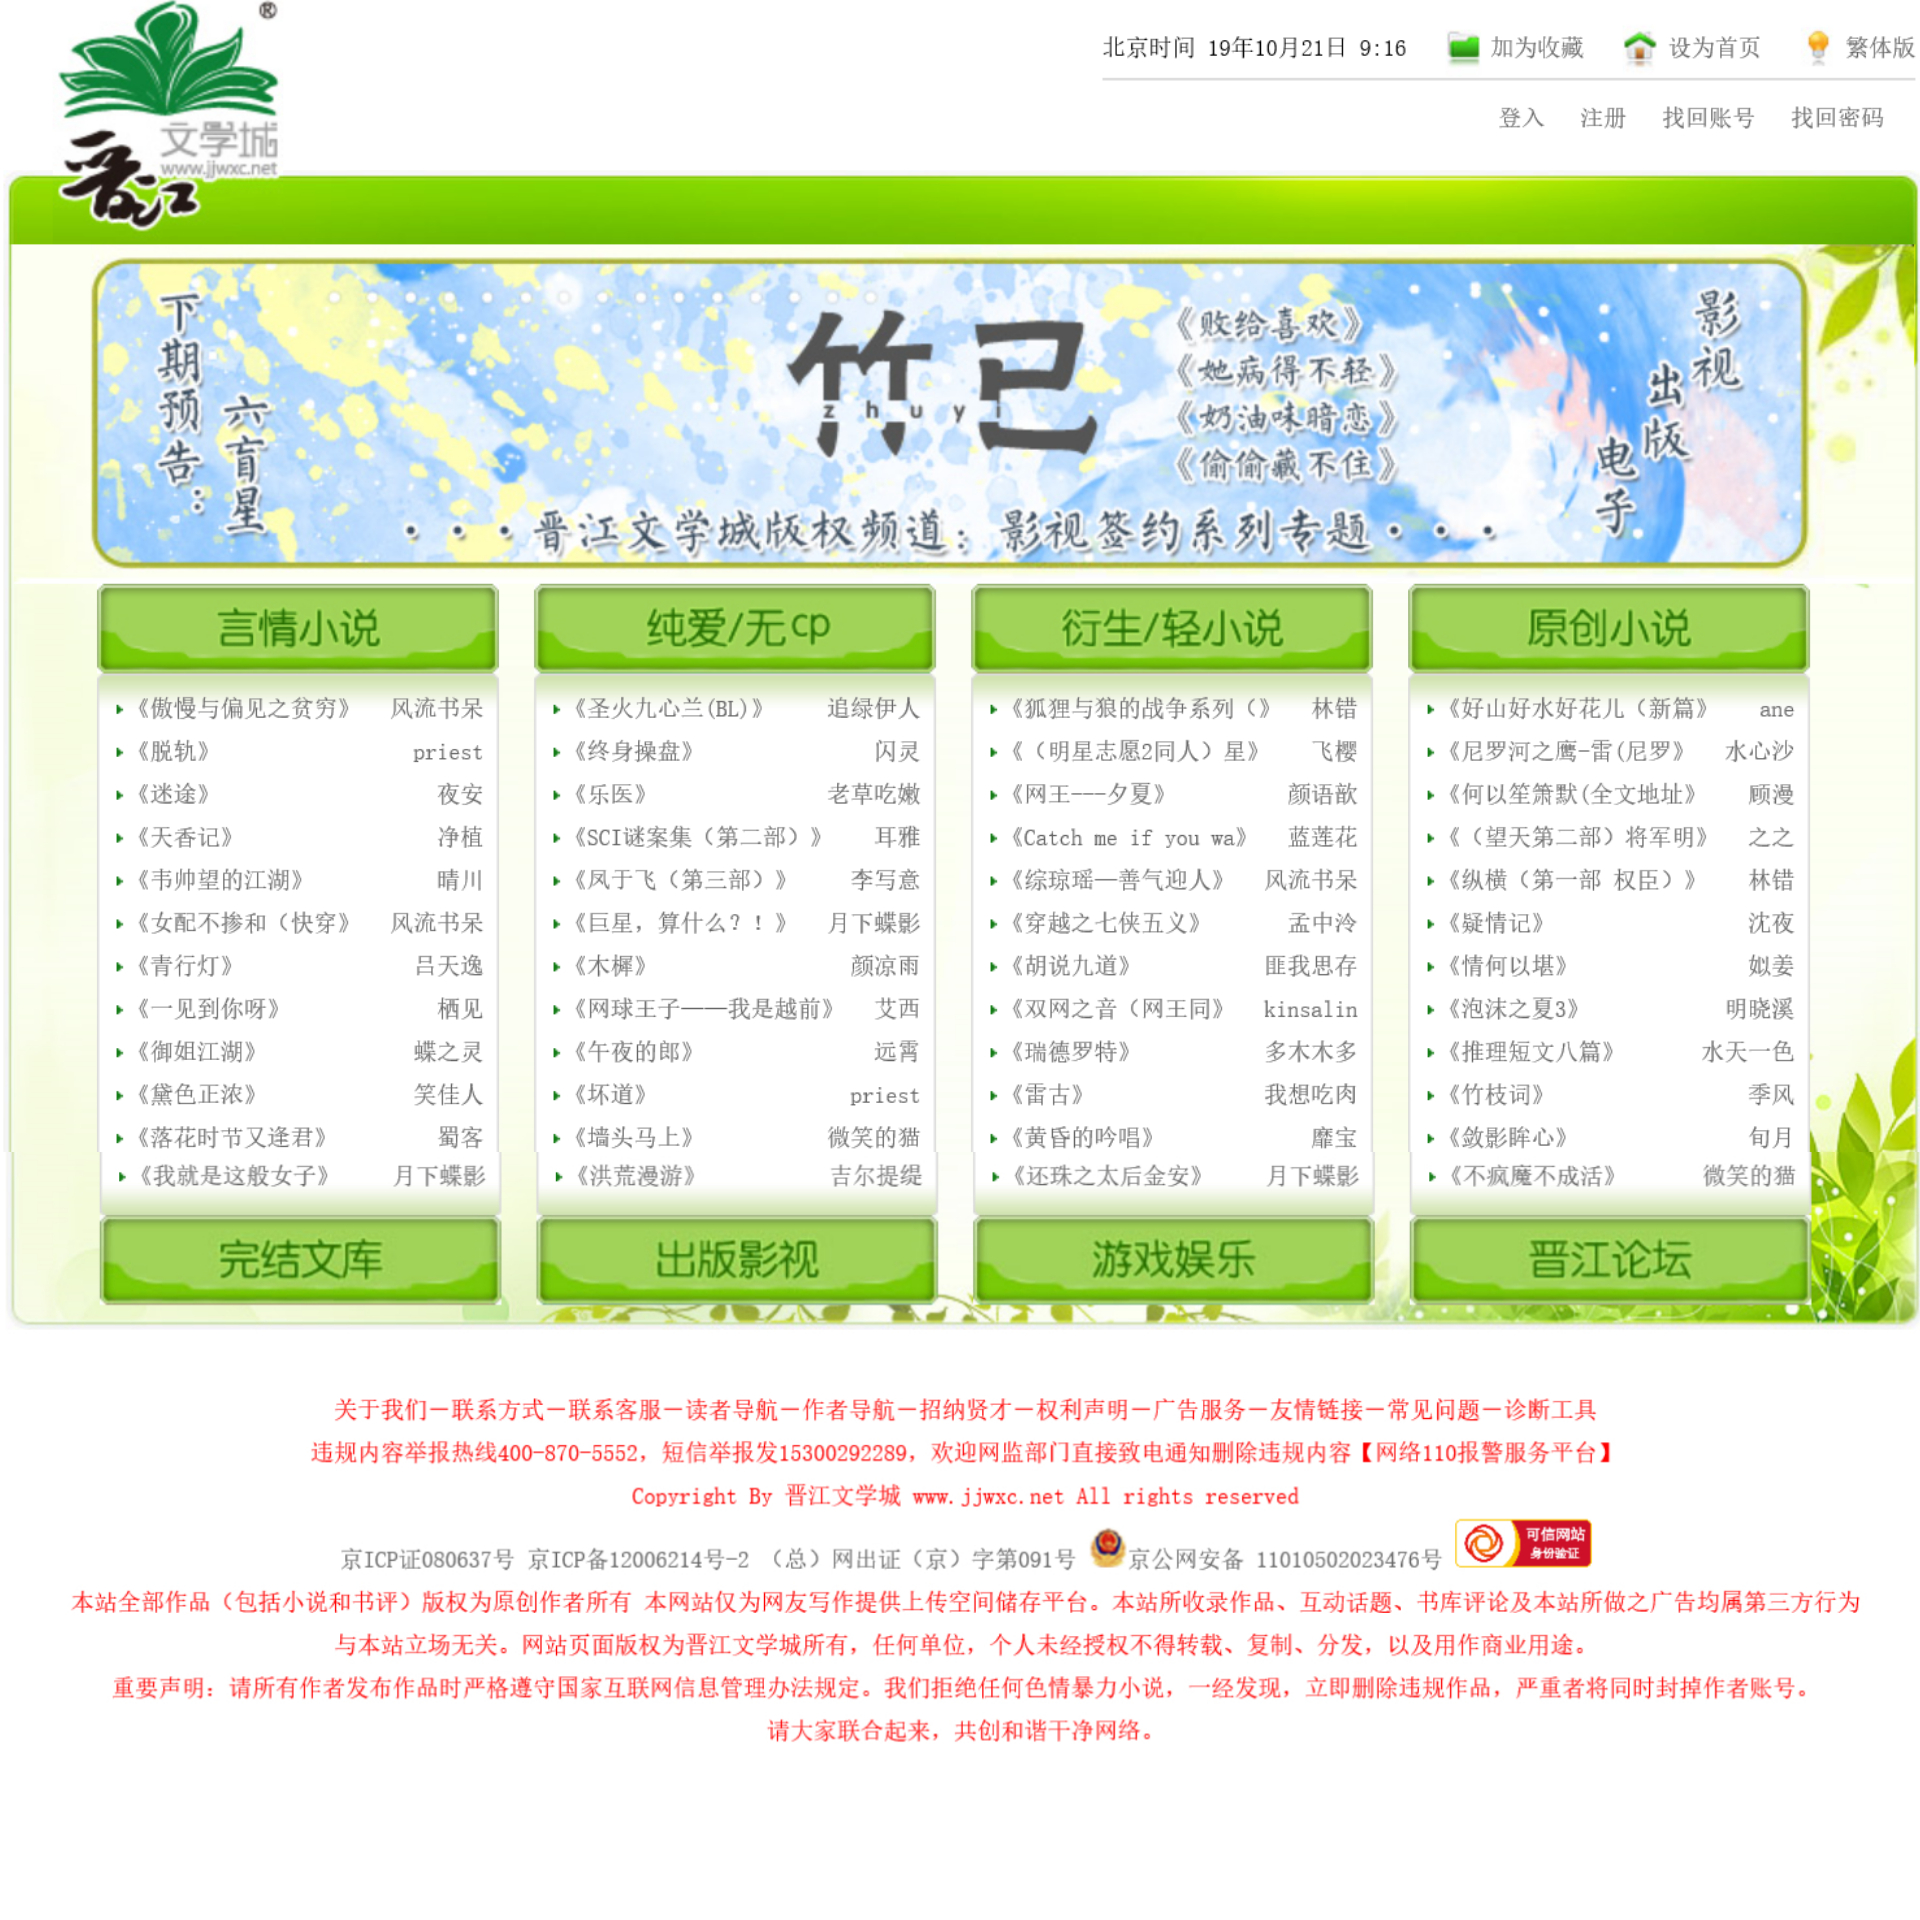 ®
文學城
www.jjwxc.net
晋江
北京时间 19年10月21日 9:16 加为收藏 设为首页 繁体版
登入 注册 找回账号 找回密码
下期预告：
六盲星
竹已
zhuyi
《败给喜欢》
《她病得不轻》
《奶油味暗恋》
《偷偷藏不住》
影视
出版
电子
···晋江文学城版权频道：影视签约系列专题···
言情小说
《傲慢与偏见之贫穷》 风流书呆
《脱轨》 priest
《迷途》 夜安
《天香记》 净植
《韦帅望的江湖》 晴川
《女配不掺和（快穿》 风流书呆
《青行灯》 吕天逸
《一见到你呀》 栖见
《御姐江湖》 蝶之灵
《黛色正浓》 笑佳人
《落花时节又逢君》 蜀客
《我就是这般女子》 月下蝶影
完结文库
纯爱/无cp
《圣火九心兰(BL)》 追绿伊人
《终身操盘》 闪灵
《乐医》 老草吃嫩
《SCI谜案集（第二部）》 耳雅
《凤于飞（第三部）》 李写意
《巨星，算什么？！》 月下蝶影
《木樨》 颜凉雨
《网球王子——我是越前》 艾西
《午夜的郎》 远霄
《坏道》 priest
《墙头马上》 微笑的猫
《洪荒漫游》 吉尔提缇
出版影视
衍生/轻小说
《狐狸与狼的战争系列（》 林错
《（明星志愿2同人）星》 飞樱
《网王---夕夏》 颜语歆
《Catch me if you wa》 蓝莲花
《综琼瑶—善气迎人》 风流书呆
《穿越之七侠五义》 孟中泠
《胡说九道》 匪我思存
《双网之音（网王同》 kinsalin
《瑞德罗特》 多木木多
《雷古》 我想吃肉
《黄昏的吟唱》 靡宝
《还珠之太后金安》 月下蝶影
游戏娱乐
原创小说
《好山好水好花儿（新篇》 ane
《尼罗河之鹰-雷(尼罗》 水心沙
《何以笙箫默(全文地址》 顾漫
《（望天第二部）将军明》 之之
《纵横（第一部 权臣）》 林错
《疑情记》 沈夜
《情何以堪》 姒姜
《泡沫之夏3》 明晓溪
《推理短文八篇》 水天一色
《竹枝词》 季风
《敛影眸心》 旬月
《不疯魔不成活》 微笑的猫
晋江论坛
关于我们－联系方式－联系客服－读者导航－作者导航－招纳贤才－权利声明－广告服务－友情链接－常见问题－诊断工具
违规内容举报热线400-870-5552，短信举报发15300292289，欢迎网监部门直接致电通知删除违规内容【网络110报警服务平台】
Copyright By 晋江文学城 www.jjwxc.net All rights reserved
京ICP证080637号 京ICP备12006214号-2 （总）网出证（京）字第091号 京公网安备 11010502023476号 可信网站
身份验证
本站全部作品（包括小说和书评）版权为原创作者所有 本网站仅为网友写作提供上传空间储存平台。本站所收录作品、互动话题、书库评论及本站所做之广告均属第三方行为
与本站立场无关。网站页面版权为晋江文学城所有，任何单位，个人未经授权不得转载、复制、分发，以及用作商业用途。
重要声明：请所有作者发布作品时严格遵守国家互联网信息管理办法规定。我们拒绝任何色情暴力小说，一经发现，立即删除违规作品，严重者将同时封掉作者账号。
请大家联合起来，共创和谐干净网络。